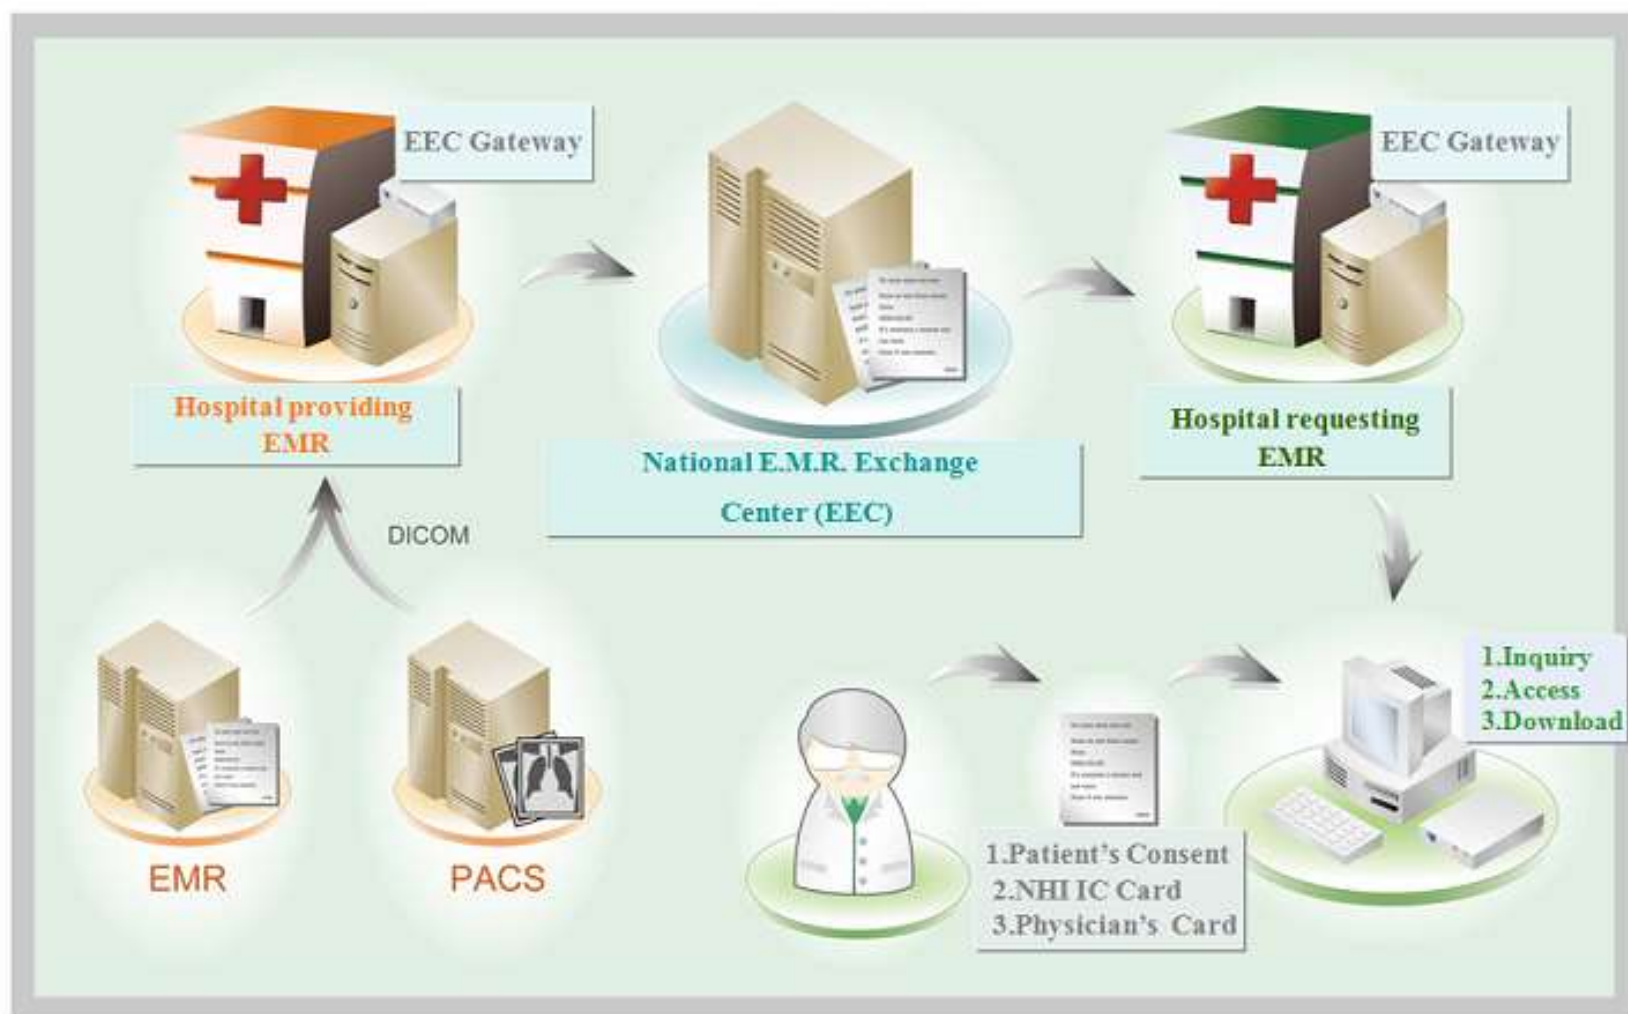 EEC Gateway
EEC Gateway
Hospital providing
EMR
National E.M.R. Exchange
Center (EEC)
Hospital requesting
EMR
DICOM
EMR
PACS
1.Patient's Consent
2.NHI IC Card
3.Physician's Card
1.Inquiry
2.Access
3.Download